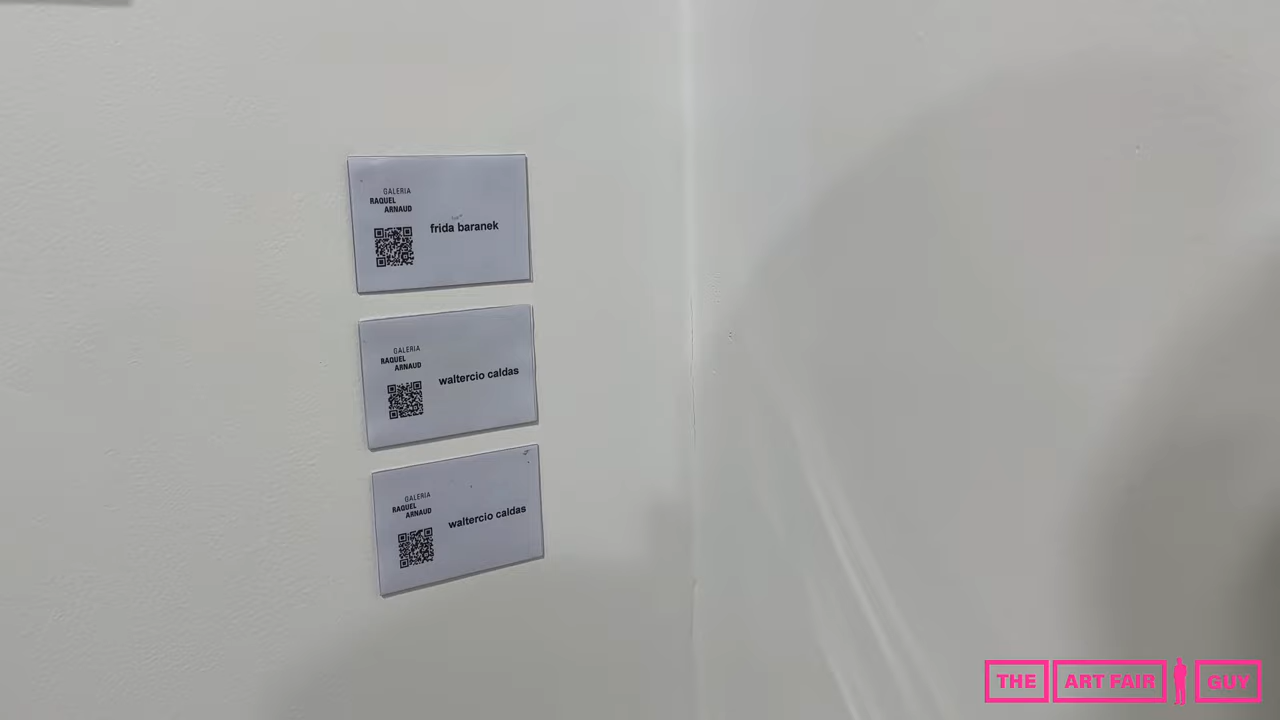 GALERIA
RAQUEL
ARNAUD
frida baranek
GALERIA
RAQUEL
ARNAUD
waltercio caldas
GALERIA
RAQUEL
ARNAUD
waltercio caldas
THE ART FAIR GUY